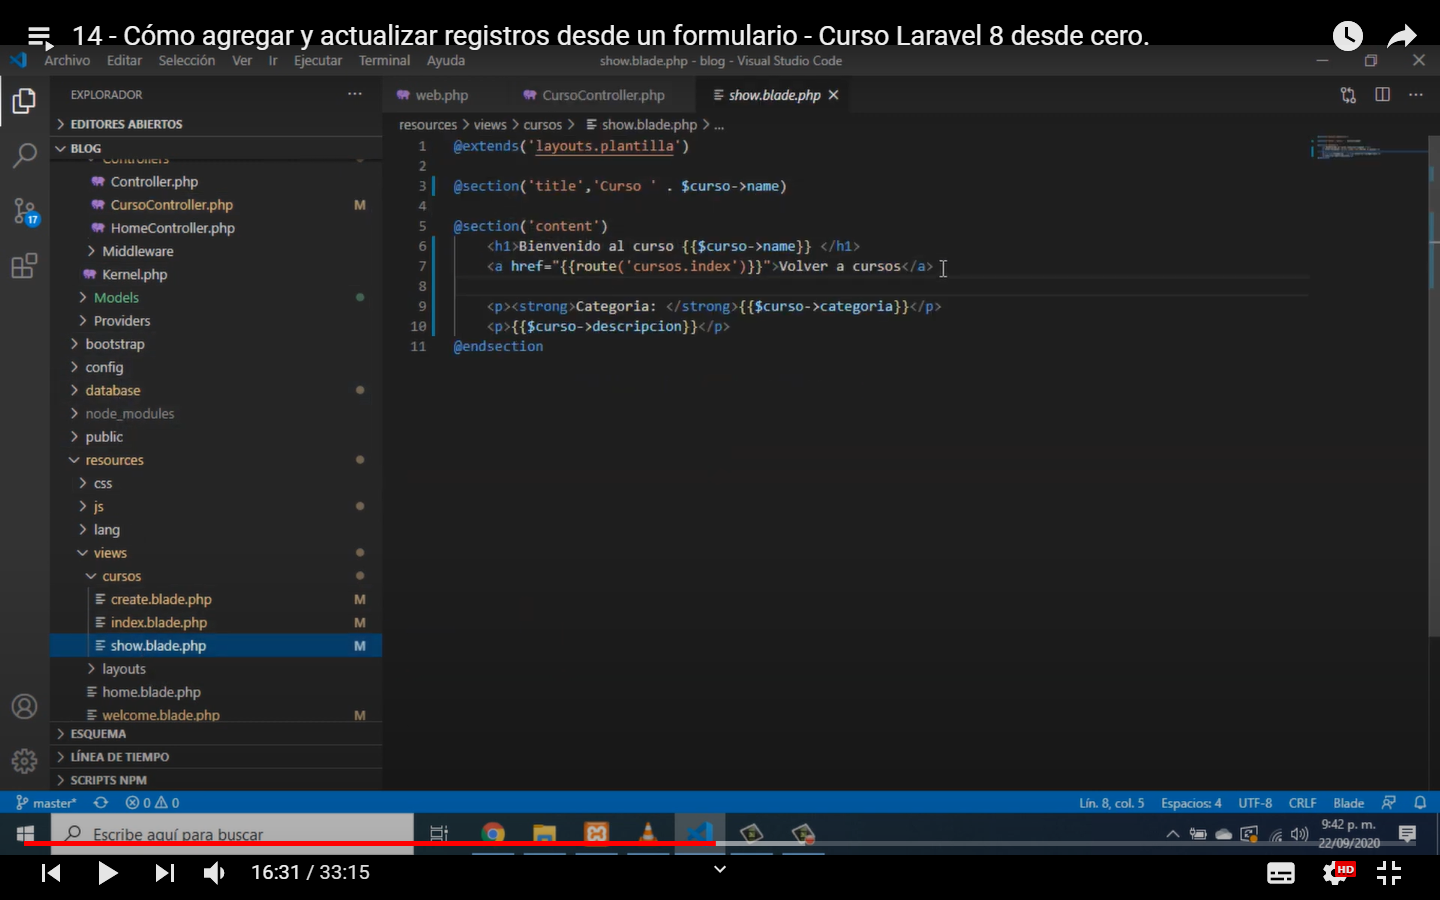 14 - Cómo agregar y actualizar registros desde un formulario - Curso Laravel 8 desde cero.
Archivo Editar Selección Ver Ir Ejecutar Terminal Ayuda
show.blade.php - blog - Visual Studio Code
EXPLORADOR
EDITORES ABIERTOS
BLOG
Controllers
Controller.php
CursoController.php M
HomeController.php
Middleware
Kernel.php
Models
Providers
bootstrap
config
database
node_modules
public
resources
css
js
lang
views
cursos
create.blade.php M
index.blade.php M
show.blade.php M
layouts
home.blade.php
welcome.blade.php M
ESQUEMA
LÍNEA DE TIEMPO
SCRIPTS NPM
17
web.php CursoController.php show.blade.php
resources > views > cursos > show.blade.php > ...
1 @extends('layouts.plantilla')
2
3 @section('title','Curso ' . $curso->name)
4
5 @section('content')
6 <h1>Bienvenido al curso {{$curso->name}} </h1>
7 <a href="{{route('cursos.index')}}">Volver a cursos</a>
8
9 <p><strong>Categoria: </strong>{{$curso->categoria}}</p>
10 <p>{{$curso->descripcion}}</p>
11 @endsection
master* 0 0
Lín. 8, col. 5 Espacios: 4 UTF-8 CRLF Blade
Escribe aquí para buscar
9:42 p. m.
22/09/2020
16:31 / 33:15
HD